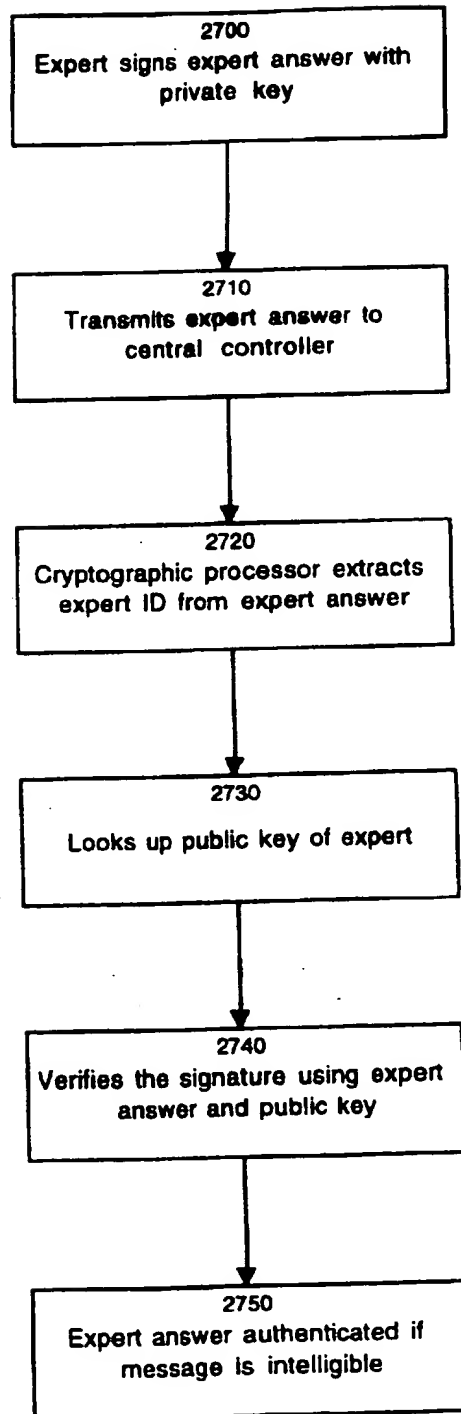 2700
Expert signs expert answer with
private key
2710
Transmits expert answer to
central controller
2720
Cryptographic processor extracts
expert ID from expert answer
2730
Looks up public key of expert
2740
Verifies the signature using expert
answer and public key
2750
Expert answer authenticated if
message is intelligible